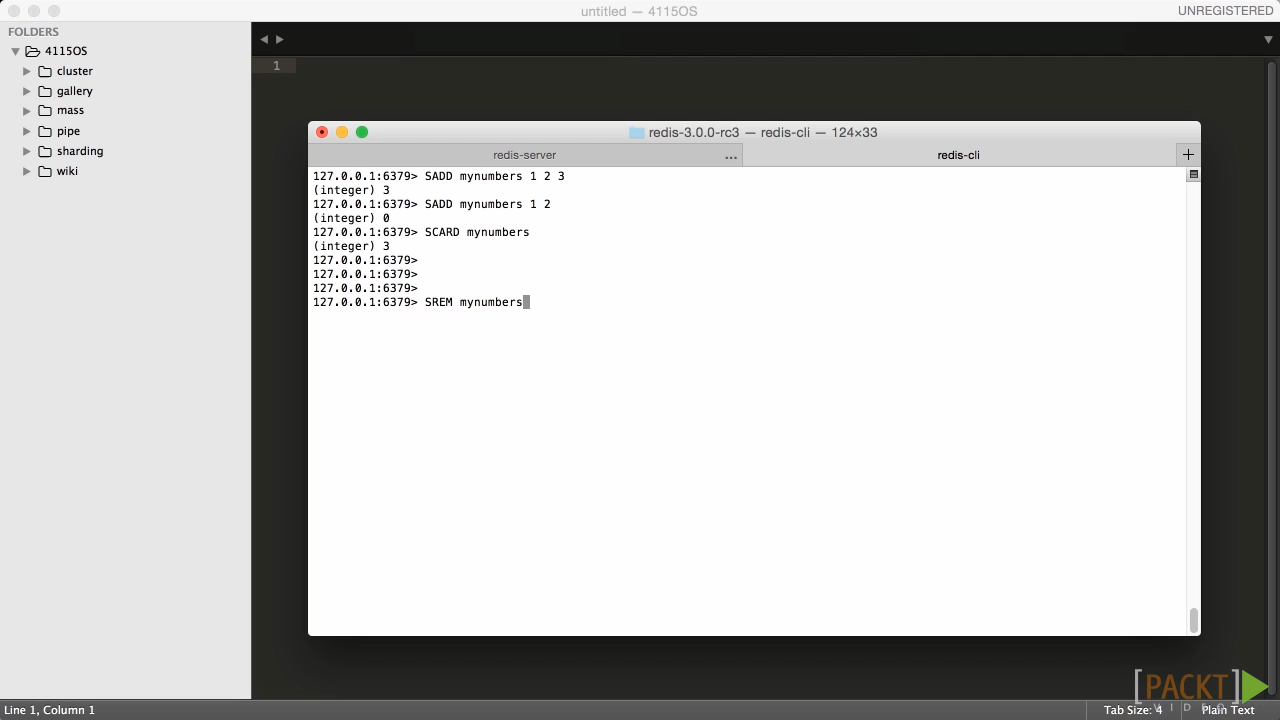 untitled — 4115OS
UNREGISTERED
FOLDERS
4115OS
cluster
gallery
mass
pipe
sharding
wiki
1
redis-3.0.0-rc3 — redis-cli — 124×33
redis-server ...
redis-cli
127.0.0.1:6379> SADD mynumbers 1 2 3
(integer) 3
127.0.0.1:6379> SADD mynumbers 1 2
(integer) 0
127.0.0.1:6379> SCARD mynumbers
(integer) 3
127.0.0.1:6379>
127.0.0.1:6379>
127.0.0.1:6379>
127.0.0.1:6379> SREM mynumbers
[PACKT]
VIDEO
Line 1, Column 1
Tab Size: 4
Plain Text